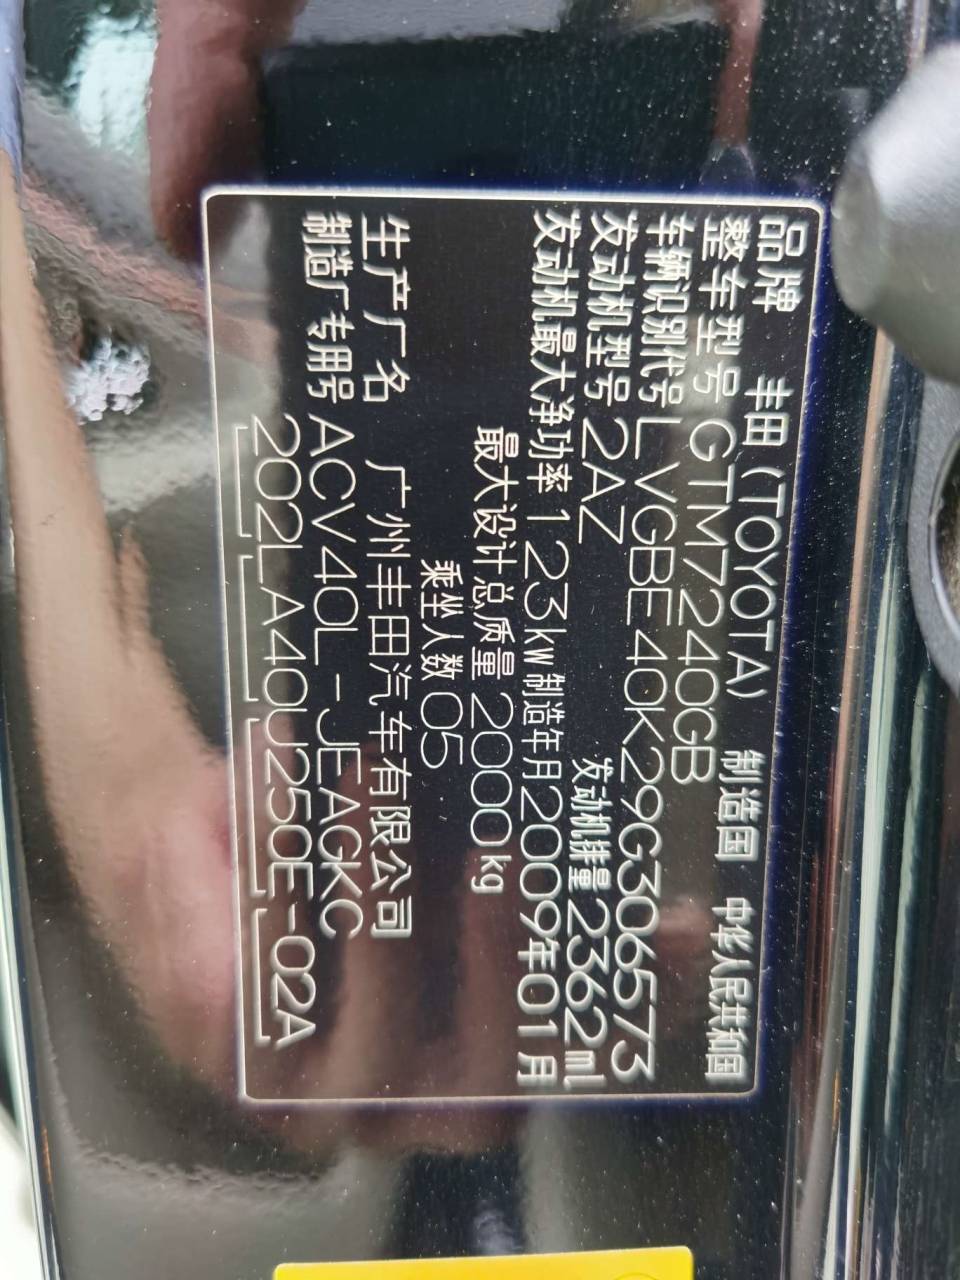 品牌 丰田(TOYOTA) 制造国 中华人民共和国
整车型号 GTM7240GB
车辆识别代号 LVGBE40K29G306573
发动机型号 2AZ 发动机排量 2362ml
发动机最大净功率 123kW 制造年月 2009年01月
最大设计总质量 2000kg
乘坐人数 05
生产厂名 广州丰田汽车有限公司
制造厂专用号 ACV40L-JEAGKC
202LA40U250E-02A